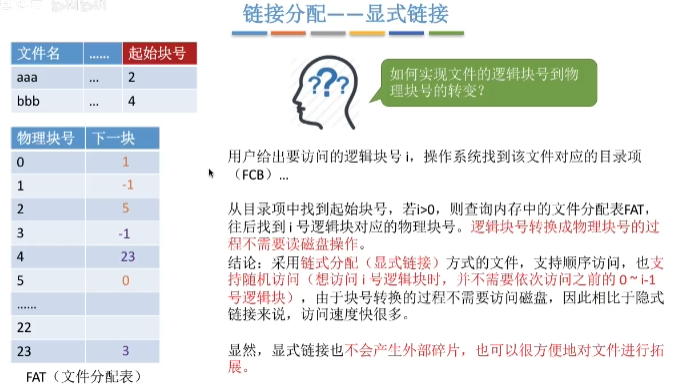 链接分配——显式链接
文件名 …… 起始块号
aaa ... 2
bbb ... 4
如何实现文件的逻辑块号到物
理块号的转变？
物理块号 下一块
0 1
1 -1
2 5
3 -1
4 23
5 0
……
22
23 3
FAT（文件分配表）
用户给出要访问的逻辑块号 i，操作系统找到该文件对应的目录项
（FCB）…
从目录项中找到起始块号，若i>0，则查询内存中的文件分配表FAT，
往后找到 i 号逻辑块对应的物理块号。逻辑块号转换成物理块号的过
程不需要读磁盘操作。
结论：采用链式分配（显式链接）方式的文件，支持顺序访问，也支
持随机访问（想访问 i 号逻辑块时，并不需要依次访问之前的 0 ~ i-1
号逻辑块），由于块号转换的过程不需要访问磁盘，因此相比于隐式
链接来说，访问速度快很多。
显然，显式链接也不会产生外部碎片，也可以很方便地对文件进行拓
展。